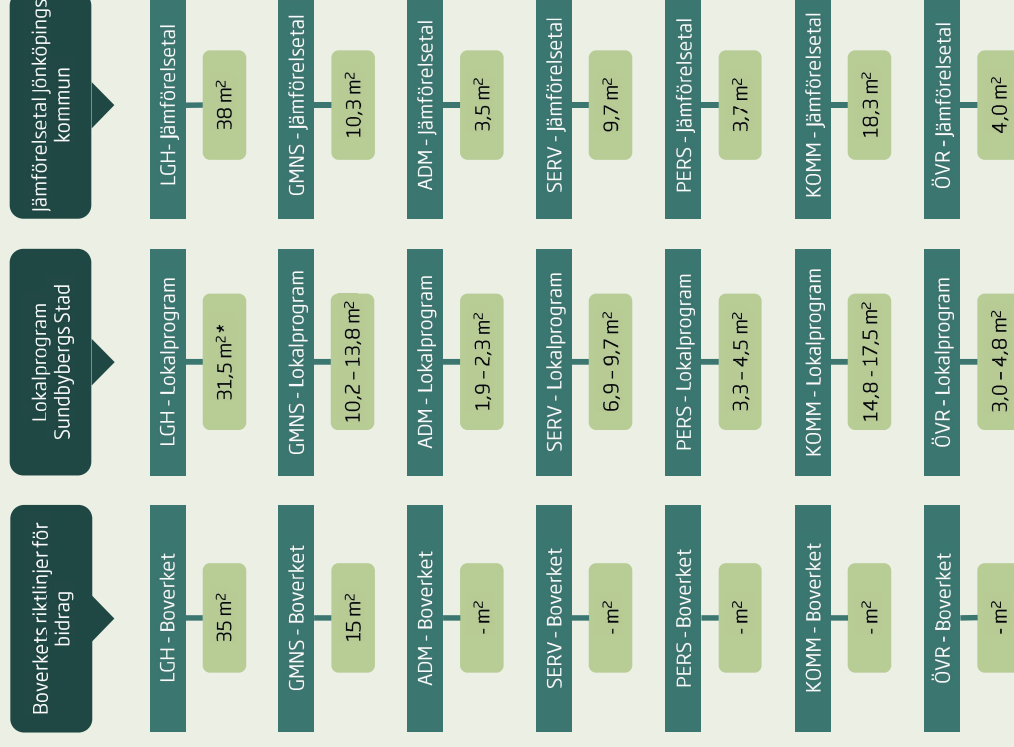 Boverkets riktlinjer för
bidrag
LGH - Boverket
35 m²
GMNS - Boverket
15 m²
ADM - Boverket
- m²
SERV - Boverket
- m²
PERS - Boverket
- m²
KOMM - Boverket
- m²
ÖVR - Boverket
- m²
Lokalprogram
Sundbybergs Stad
LGH - Lokalprogram
31,5 m²*
GMNS - Lokalprogram
10,2 – 13,8 m²
ADM - Lokalprogram
1,9 – 2,3 m²
SERV - Lokalprogram
6,9 – 9,7 m²
PERS - Lokalprogram
3,3 – 4,5 m²
KOMM - Lokalprogram
14,8 - 17,5 m²
ÖVR - Lokalprogram
3,0 – 4,8 m²
Jämförelsetal Jönköpings
kommun
LGH- Jämförelsetal
38 m²
GMNS - Jämförelsetal
10,3 m²
ADM - Jämförelsetal
3,5 m²
SERV - Jämförelsetal
9,7 m²
PERS - Jämförelsetal
3,7 m²
KOMM - Jämförelsetal
18,3 m²
ÖVR - Jämförelsetal
4,0 m²